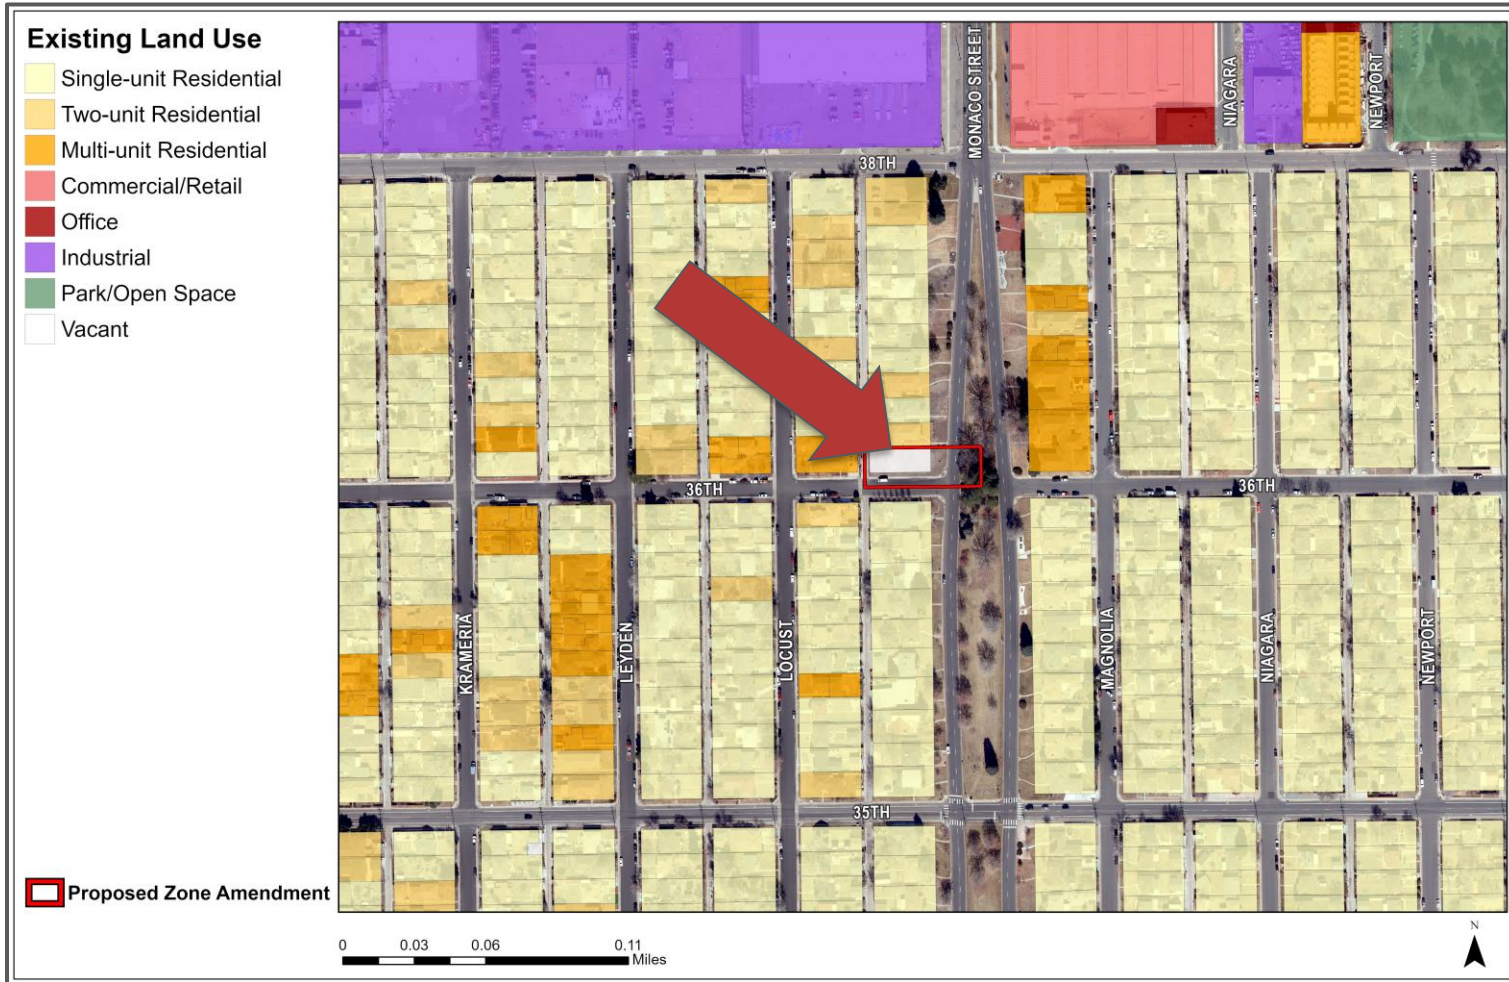 Existing Land Use
Single-unit Residential
Two-unit Residential
Multi-unit Residential
Commercial/Retail
Office
Industrial
Park/Open Space
Vacant
Proposed Zone Amendment
MONACO STREET
NIAGARA
NEWPORT
38TH
36TH
36TH
KRAMERIA
LEYDEN
LOCUST
MAGNOLIA
NIAGARA
NEWPORT
35TH
0 0.03 0.06 0.11
Miles
N